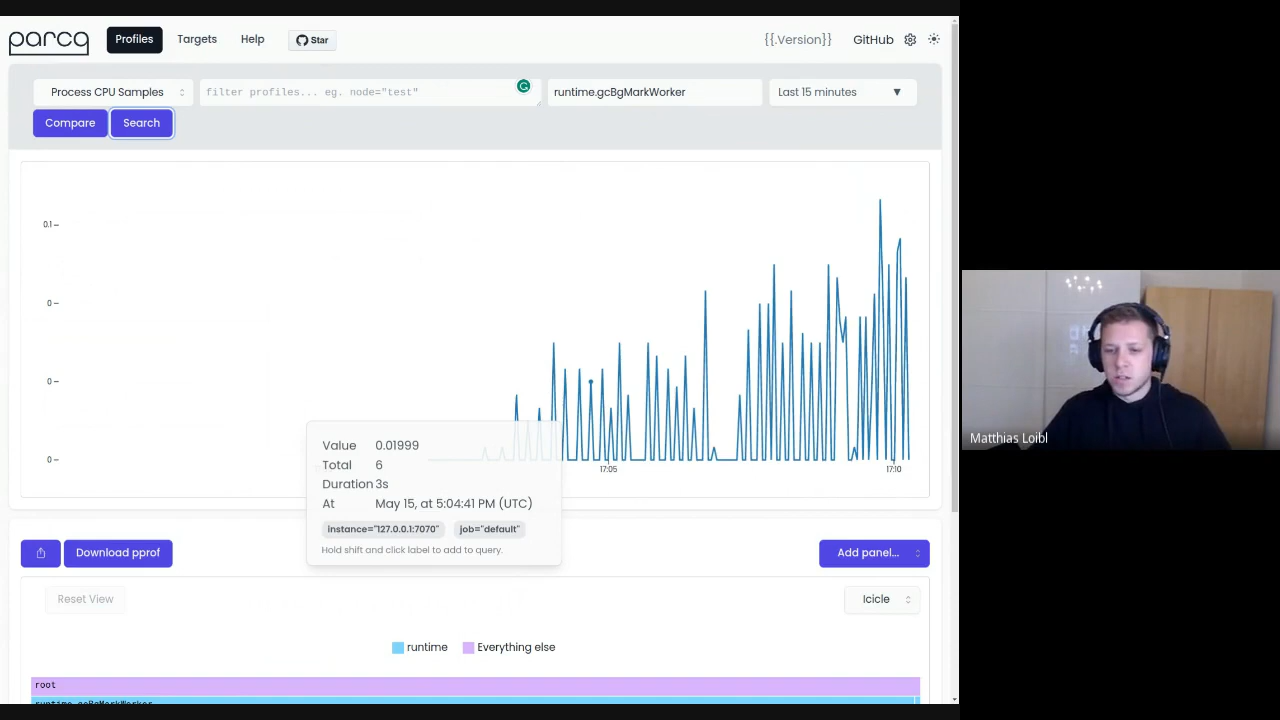 parca Profiles Targets Help Star {{.Version}} GitHub
Process CPU Samples filter profiles... eg. node="test" runtime.gcBgMarkWorker Last 15 minutes ▼
Compare Search
0.1
0
0
0
17:05 17:10
Value 0.01999
Total 6
Duration 3s
At May 15, at 5:04:41 PM (UTC)
instance="127.0.0.1:7070" job="default"
Hold shift and click label to add to query.
Matthias Loibl
Download pprof Add panel...
Reset View Icicle
runtime Everything else
root
runtime.gcBgMarkWorker